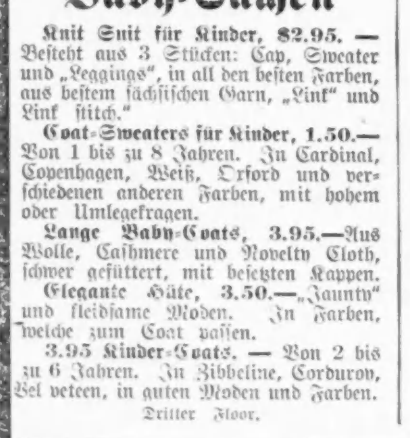 Baby-Sachen
Knit Suit für Kinder, $2.95. —
Besteht aus 3 Stücken: Cap, Sweater
und „Leggings", in all den besten Farben,
aus bestem sächsischen Garn, „Link" und
Link stitch."
Coat-Sweaters für Kinder, 1.50.—
Von 1 bis zu 8 Jahren. In Cardinal,
Copenhagen, Weiß, Oxford und ver-
schiedenen anderen Farben, mit hohem
oder Umlegekragen.
Lange Baby-Coats, 3.95.—Aus
Wolle, Cashmere und Novelty Cloth,
schwer gefüttert, mit besetzten Kappen.
Elegante Hüte, 3.50.—„Jaunty"
und kleidsame Moden. In Farben,
welche zum Coat passen.
3.95 Kinder-Coats. — Von 2 bis
zu 6 Jahren. In Zibbeline, Corduroy,
Vel veteen, in guten Moden und Farben.
Dritter Floor.